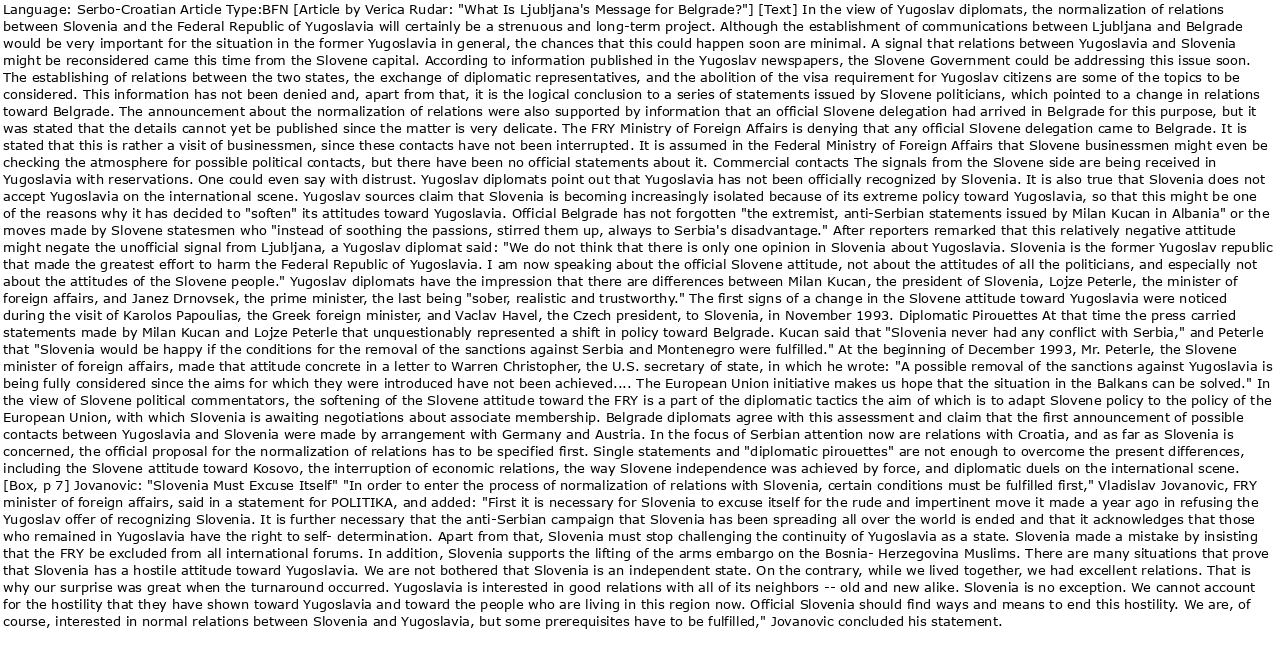 Language: Serbo-Croatian Article Type:BFN [Article by Verica Rudar: "What Is Ljubljana's Message for Belgrade?"] [Text] In the view of Yugoslav diplomats, the normalization of relations
between Slovenia and the Federal Republic of Yugoslavia will certainly be a strenuous and long-term project. Although the establishment of communications between Ljubljana and Belgrade
would be very important for the situation in the former Yugoslavia in general, the chances that this could happen soon are minimal. A signal that relations between Yugoslavia and Slovenia
might be reconsidered came this time from the Slovene capital. According to information published in the Yugoslav newspapers, the Slovene Government could be addressing this issue soon.
The establishing of relations between the two states, the exchange of diplomatic representatives, and the abolition of the visa requirement for Yugoslav citizens are some of the topics to be
considered. This information has not been denied and, apart from that, it is the logical conclusion to a series of statements issued by Slovene politicians, which pointed to a change in relations
toward Belgrade. The announcement about the normalization of relations were also supported by information that an official Slovene delegation had arrived in Belgrade for this purpose, but it
was stated that the details cannot yet be published since the matter is very delicate. The FRY Ministry of Foreign Affairs is denying that any official Slovene delegation came to Belgrade. It is
stated that this is rather a visit of businessmen, since these contacts have not been interrupted. It is assumed in the Federal Ministry of Foreign Affairs that Slovene businessmen might even be
checking the atmosphere for possible political contacts, but there have been no official statements about it. Commercial contacts The signals from the Slovene side are being received in
Yugoslavia with reservations. One could even say with distrust. Yugoslav diplomats point out that Yugoslavia has not been officially recognized by Slovenia. It is also true that Slovenia does not
accept Yugoslavia on the international scene. Yugoslav sources claim that Slovenia is becoming increasingly isolated because of its extreme policy toward Yugoslavia, so that this might be one
of the reasons why it has decided to "soften" its attitudes toward Yugoslavia. Official Belgrade has not forgotten "the extremist, anti-Serbian statements issued by Milan Kucan in Albania" or the
moves made by Slovene statesmen who "instead of soothing the passions, stirred them up, always to Serbia's disadvantage." After reporters remarked that this relatively negative attitude
might negate the unofficial signal from Ljubljana, a Yugoslav diplomat said: "We do not think that there is only one opinion in Slovenia about Yugoslavia. Slovenia is the former Yugoslav republic
that made the greatest effort to harm the Federal Republic of Yugoslavia. I am now speaking about the official Slovene attitude, not about the attitudes of all the politicians, and especially not
about the attitudes of the Slovene people." Yugoslav diplomats have the impression that there are differences between Milan Kucan, the president of Slovenia, Lojze Peterle, the minister of
foreign affairs, and Janez Drnovsek, the prime minister, the last being "sober, realistic and trustworthy." The first signs of a change in the Slovene attitude toward Yugoslavia were noticed
during the visit of Karolos Papoulias, the Greek foreign minister, and Vaclav Havel, the Czech president, to Slovenia, in November 1993. Diplomatic Pirouettes At that time the press carried
statements made by Milan Kucan and Lojze Peterle that unquestionably represented a shift in policy toward Belgrade. Kucan said that "Slovenia never had any conflict with Serbia," and Peterle
that "Slovenia would be happy if the conditions for the removal of the sanctions against Serbia and Montenegro were fulfilled." At the beginning of December 1993, Mr. Peterle, the Slovene
minister of foreign affairs, made that attitude concrete in a letter to Warren Christopher, the U.S. secretary of state, in which he wrote: "A possible removal of the sanctions against Yugoslavia is
being fully considered since the aims for which they were introduced have not been achieved.... The European Union initiative makes us hope that the situation in the Balkans can be solved." In
the view of Slovene political commentators, the softening of the Slovene attitude toward the FRY is a part of the diplomatic tactics the aim of which is to adapt Slovene policy to the policy of the
European Union, with which Slovenia is awaiting negotiations about associate membership. Belgrade diplomats agree with this assessment and claim that the first announcement of possible
contacts between Yugoslavia and Slovenia were made by arrangement with Germany and Austria. In the focus of Serbian attention now are relations with Croatia, and as far as Slovenia is
concerned, the official proposal for the normalization of relations has to be specified first. Single statements and "diplomatic pirouettes" are not enough to overcome the present differences,
including the Slovene attitude toward Kosovo, the interruption of economic relations, the way Slovene independence was achieved by force, and diplomatic duels on the international scene.
[Box, p 7] Jovanovic: "Slovenia Must Excuse Itself" "In order to enter the process of normalization of relations with Slovenia, certain conditions must be fulfilled first," Vladislav Jovanovic, FRY
minister of foreign affairs, said in a statement for POLITIKA, and added: "First it is necessary for Slovenia to excuse itself for the rude and impertinent move it made a year ago in refusing the
Yugoslav offer of recognizing Slovenia. It is further necessary that the anti-Serbian campaign that Slovenia has been spreading all over the world is ended and that it acknowledges that those
who remained in Yugoslavia have the right to self- determination. Apart from that, Slovenia must stop challenging the continuity of Yugoslavia as a state. Slovenia made a mistake by insisting
that the FRY be excluded from all international forums. In addition, Slovenia supports the lifting of the arms embargo on the Bosnia- Herzegovina Muslims. There are many situations that prove
that Slovenia has a hostile attitude toward Yugoslavia. We are not bothered that Slovenia is an independent state. On the contrary, while we lived together, we had excellent relations. That is
why our surprise was great when the turnaround occurred. Yugoslavia is interested in good relations with all of its neighbors -- old and new alike. Slovenia is no exception. We cannot account
for the hostility that they have shown toward Yugoslavia and toward the people who are living in this region now. Official Slovenia should find ways and means to end this hostility. We are, of
course, interested in normal relations between Slovenia and Yugoslavia, but some prerequisites have to be fulfilled," Jovanovic concluded his statement.